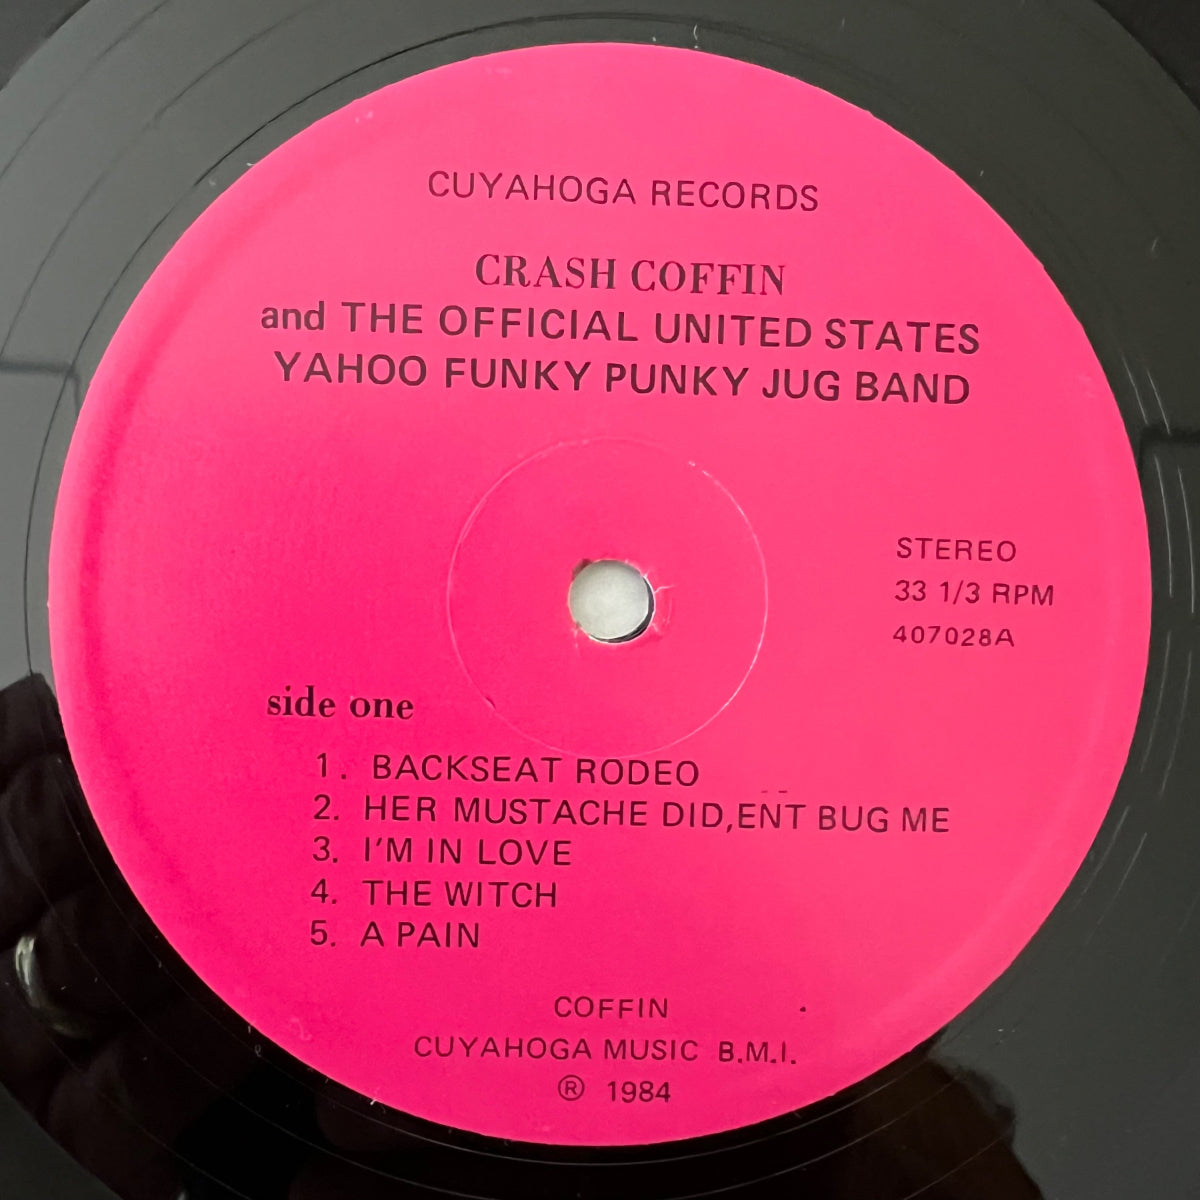 CUYAHOGA RECORDS
CRASH COFFIN
and THE OFFICIAL UNITED STATES
YAHOO FUNKY PUNKY JUG BAND
STEREO
33 1/3 RPM
407028A
side one
1. BACKSEAT RODEO
2. HER MUSTACHE DID,ENT BUG ME
3. I'M IN LOVE
4. THE WITCH
5. A PAIN
COFFIN
CUYAHOGA MUSIC B.M.I.
® 1984